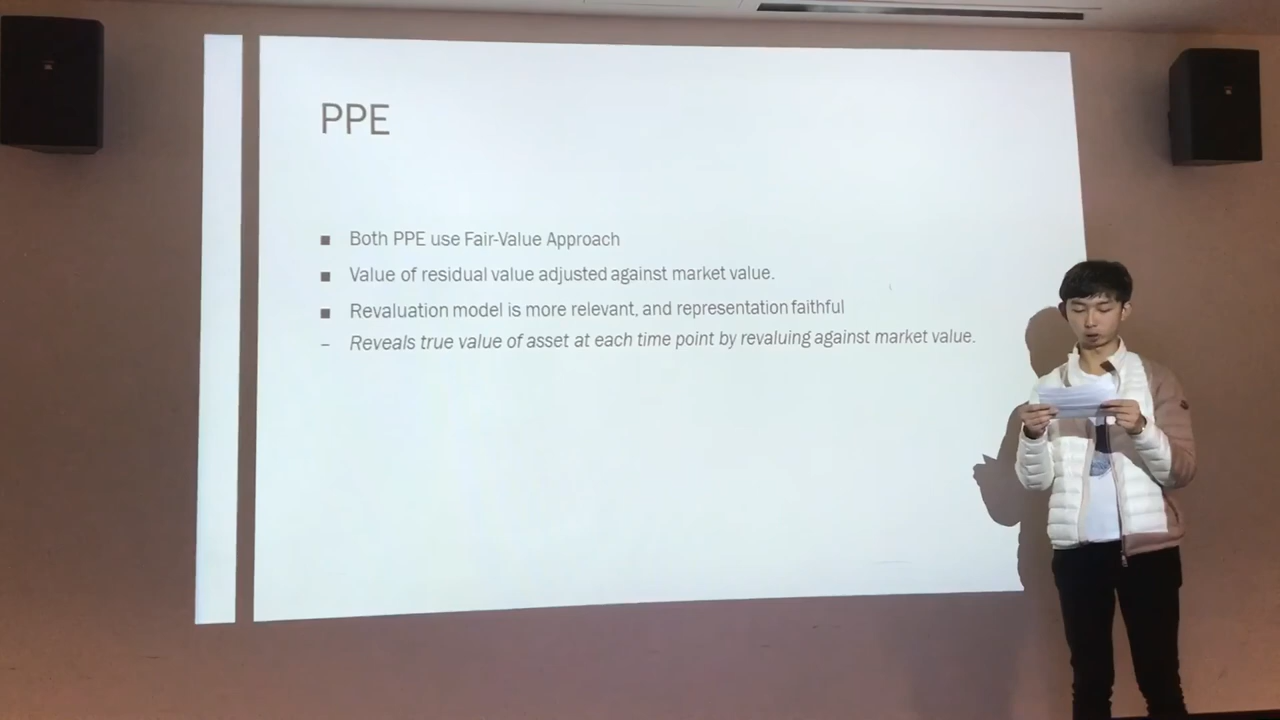 PPE
■ Both PPE use Fair-Value Approach
■ Value of residual value adjusted against market value.
■ Revaluation model is more relevant, and representation faithful
– Reveals true value of asset at each time point by revaluing against market value.